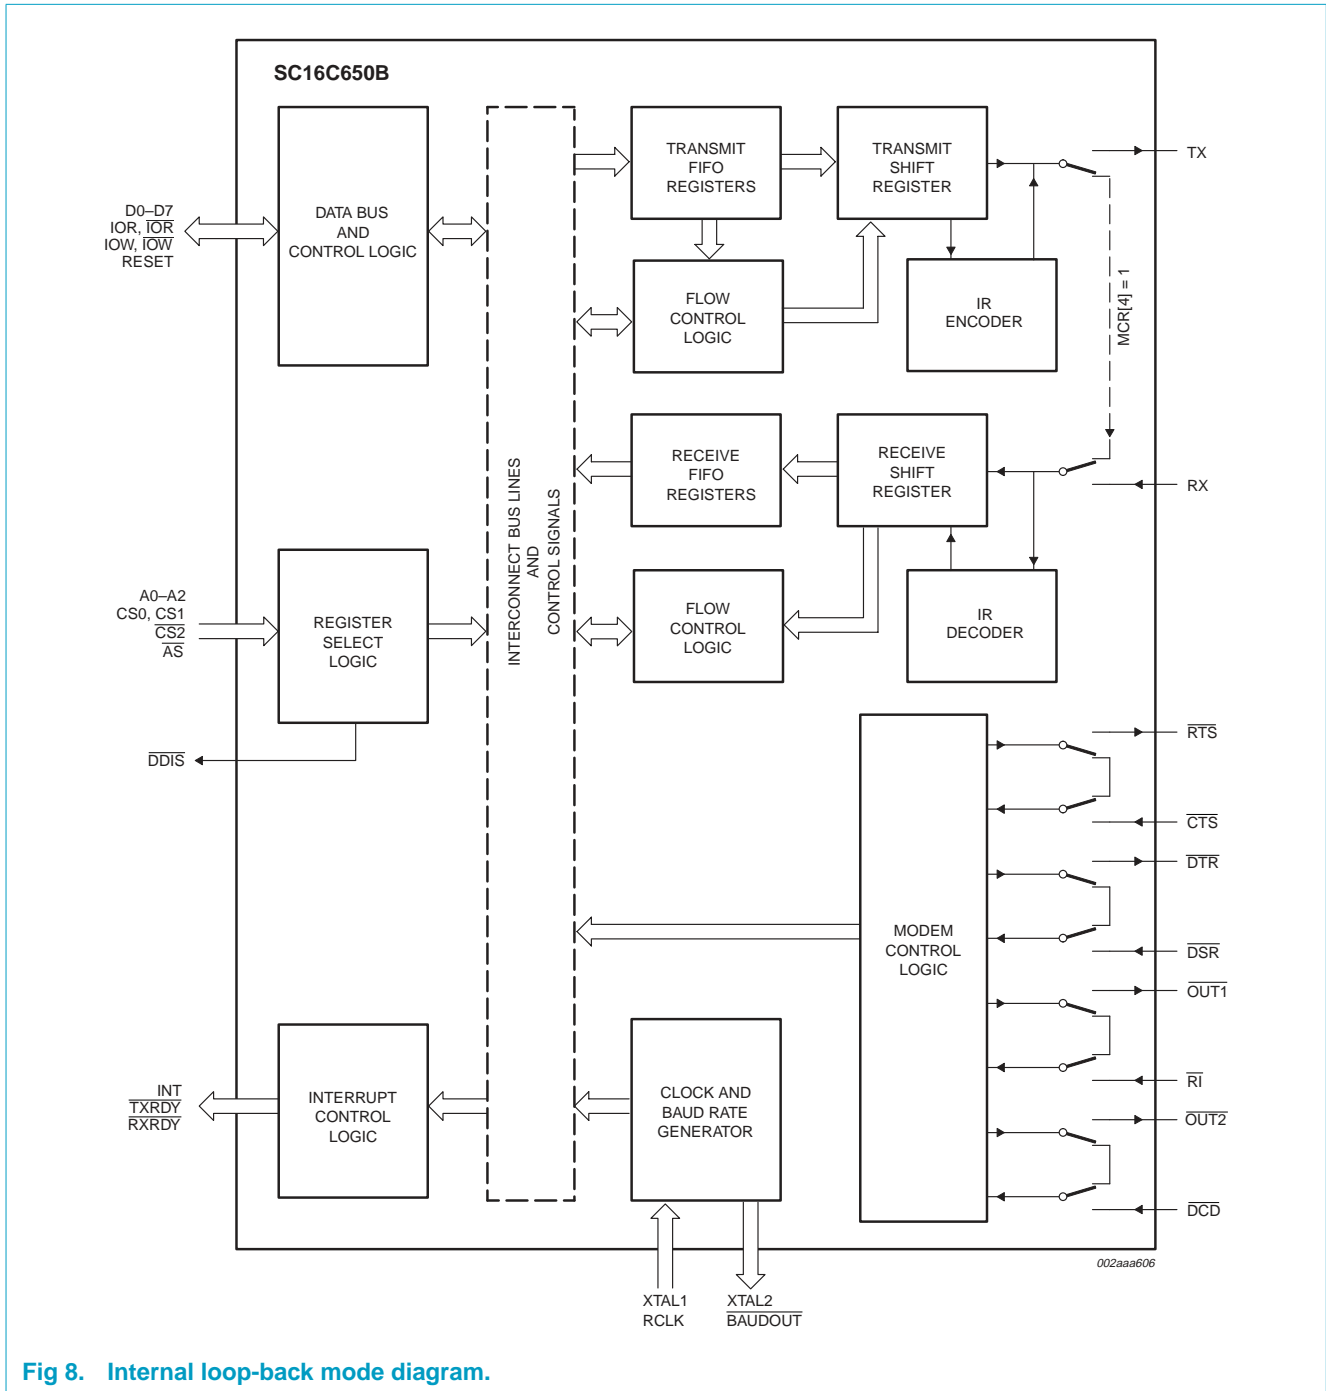 SC16C650B
D0–D7
IOR, IOR
IOW, IOW
RESET
DATA BUS
AND
CONTROL LOGIC
TRANSMIT
FIFO
REGISTERS
TRANSMIT
SHIFT
REGISTER
TX
FLOW
CONTROL
LOGIC
IR
ENCODER
MCR[4] = 1
INTERCONNECT BUS LINES
AND
CONTROL SIGNALS
RECEIVE
FIFO
REGISTERS
RECEIVE
SHIFT
REGISTER
RX
A0–A2
CS0, CS1
CS2
AS
REGISTER
SELECT
LOGIC
FLOW
CONTROL
LOGIC
IR
DECODER
DDIS
RTS
CTS
DTR
MODEM
CONTROL
LOGIC
DSR
OUT1
RI
OUT2
DCD
INT
TXRDY
RXRDY
INTERRUPT
CONTROL
LOGIC
CLOCK AND
BAUD RATE
GENERATOR
XTAL1
RCLK
XTAL2
BAUDOUT
002aaa606
Fig 8. Internal loop-back mode diagram.